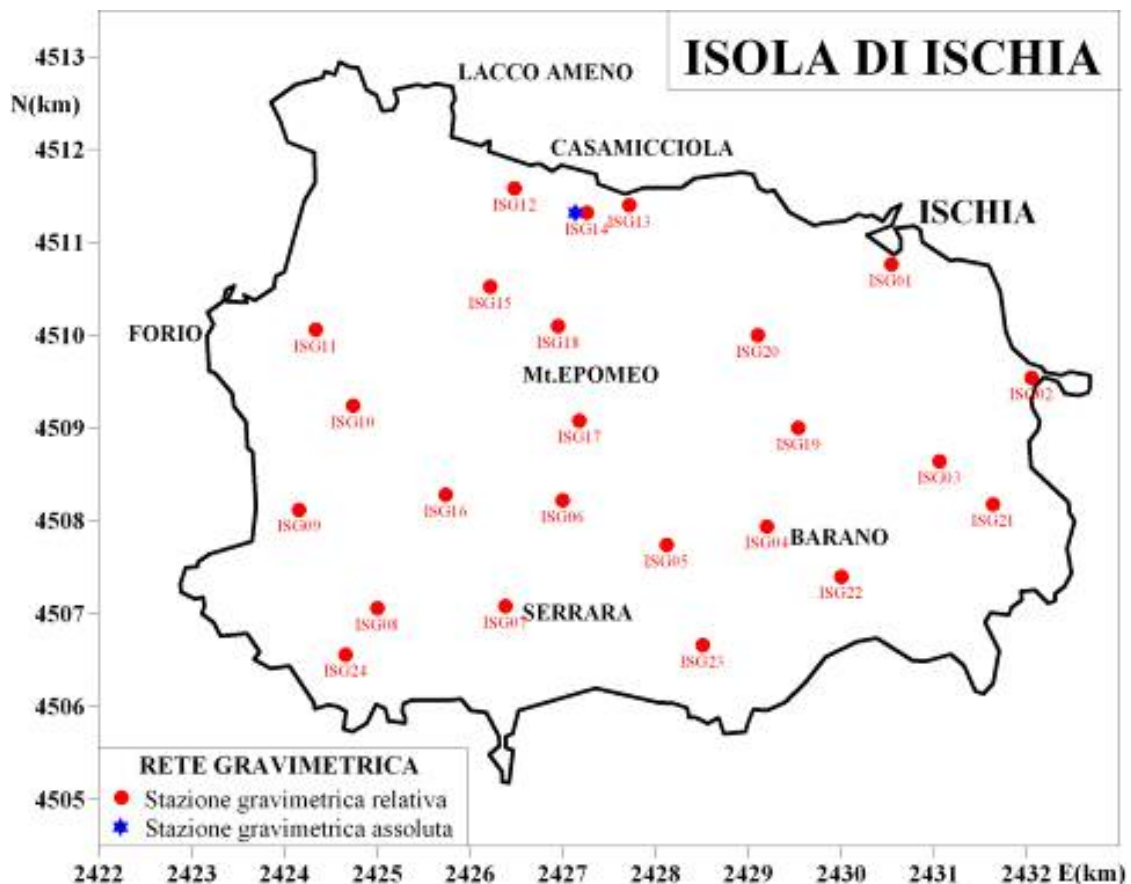 ISOLA DI ISCHIA
4513
LACCO AMENO
N(km)
4512
CASAMICCIOLA
ISG12
ISG13
ISCHIA
ISG14
4511
ISG01
ISG15
4510
FORIO
ISG11
ISG18
ISG20
Mt.EPOMEO
ISG02
ISG10
4509
ISG17
ISG19
ISG03
ISG16
ISG09
ISG06
ISG21
4508
ISG04
BARANO
ISG05
ISG22
4507
ISG08
ISG07
SERRARA
ISG24
ISG23
4506
RETE GRAVIMETRICA
4505
Stazione gravimetrica relativa
Stazione gravimetrica assoluta
2422 2423 2424 2425 2426 2427 2428 2429 2430 2431 2432 E(km)